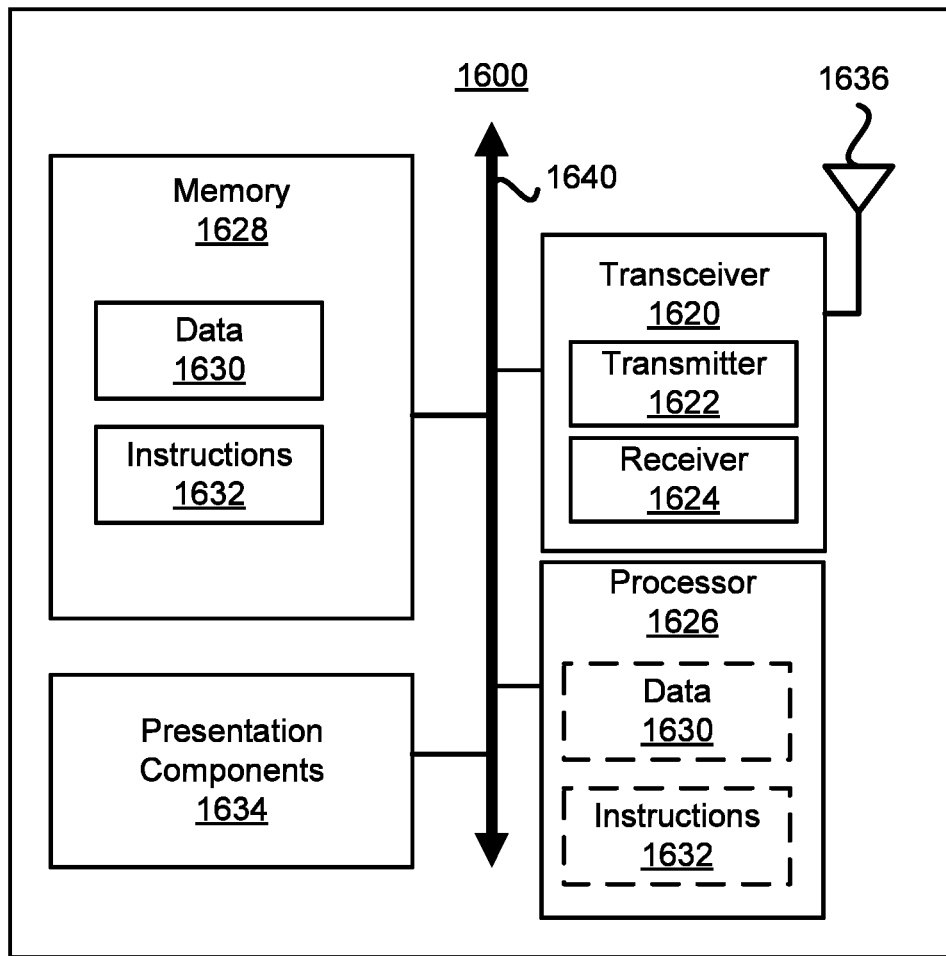 1600
1636
1640
Memory
1628
Data
1630
Instructions
1632
Transceiver
1620
Transmitter
1622
Receiver
1624
Presentation
Components
1634
Processor
1626
Data
1630
Instructions
1632